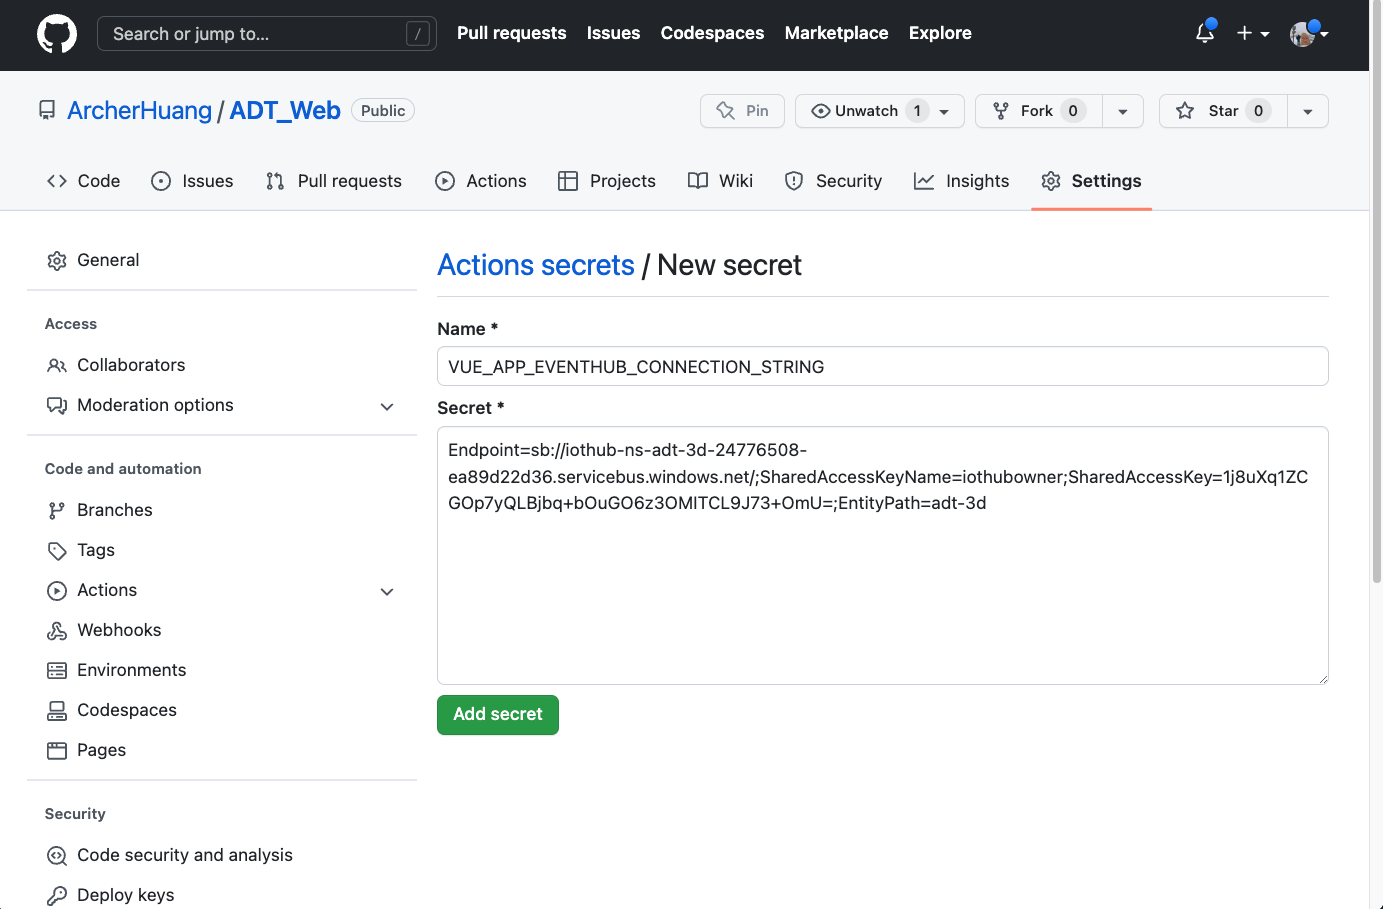 Search or jump to... /
Pull requests Issues Codespaces Marketplace Explore
ArcherHuang / ADT_Web Public
Pin Unwatch 1 Fork 0 Star 0
Code Issues Pull requests Actions Projects Wiki Security Insights Settings
General
Access
Collaborators
Moderation options
Code and automation
Branches
Tags
Actions
Webhooks
Environments
Codespaces
Pages
Security
Code security and analysis
Deploy keys
Actions secrets / New secret
Name *
VUE_APP_EVENTHUB_CONNECTION_STRING
Secret *
Endpoint=sb://iothub-ns-adt-3d-24776508-
ea89d22d36.servicebus.windows.net/;SharedAccessKeyName=iothubowner;SharedAccessKey=1j8uXq1ZC
GOp7yQLBjbq+bOuGO6z3OMITCL9J73+OmU=;EntityPath=adt-3d
Add secret